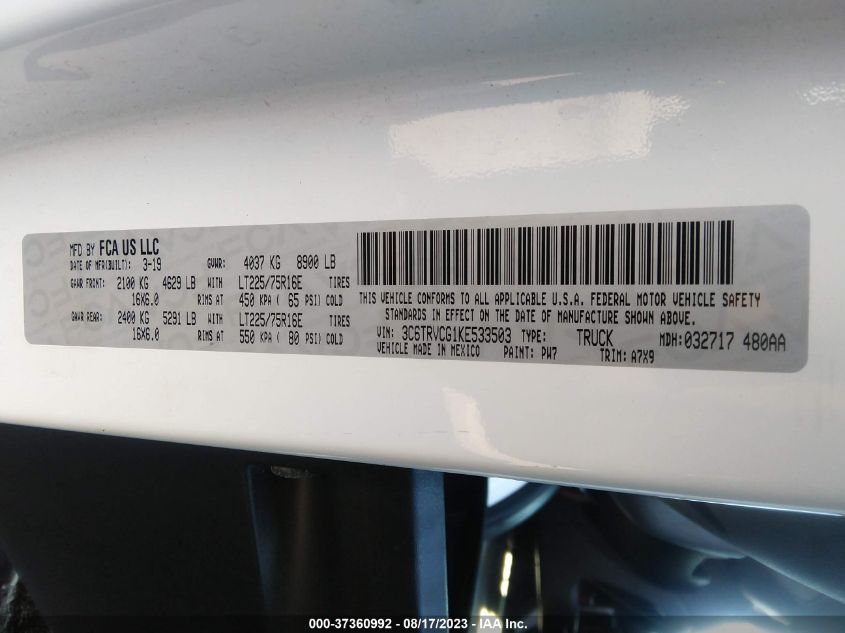 MFD BY FCA US LLC
DATE OF MFR(BUILT): 3-19 GVWR: 4037 KG 8900 LB
GAWR FRONT: 2100 KG 4629 LB WITH LT225/75R16E TIRES
16X6.0 RIMS AT 450 KPA ( 65 PSI) COLD
GAWR REAR: 2400 KG 5291 LB WITH LT225/75R16E TIRES
16X6.0 RIMS AT 550 KPA ( 80 PSI) COLD
THIS VEHICLE CONFORMS TO ALL APPLICABLE U.S.A. FEDERAL MOTOR VEHICLE SAFETY
STANDARDS IN EFFECT ON THE DATE OF MANUFACTURE SHOWN ABOVE.
VIN: 3C6TRVCG1KE533503 TYPE: TRUCK MDH:032717 480AA
VEHICLE MADE IN MEXICO PAINT: PW7 TRIM: A7X9
000-37360992 - 08/17/2023 - IAA Inc.